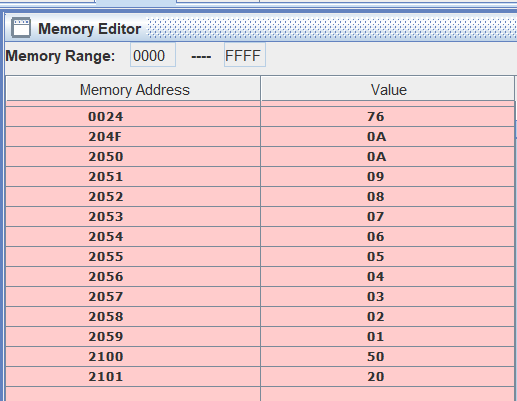 Memory Editor
Memory Range: 0000 ---- FFFF
Memory Address Value
0024 76
204F 0A
2050 0A
2051 09
2052 08
2053 07
2054 06
2055 05
2056 04
2057 03
2058 02
2059 01
2100 50
2101 20